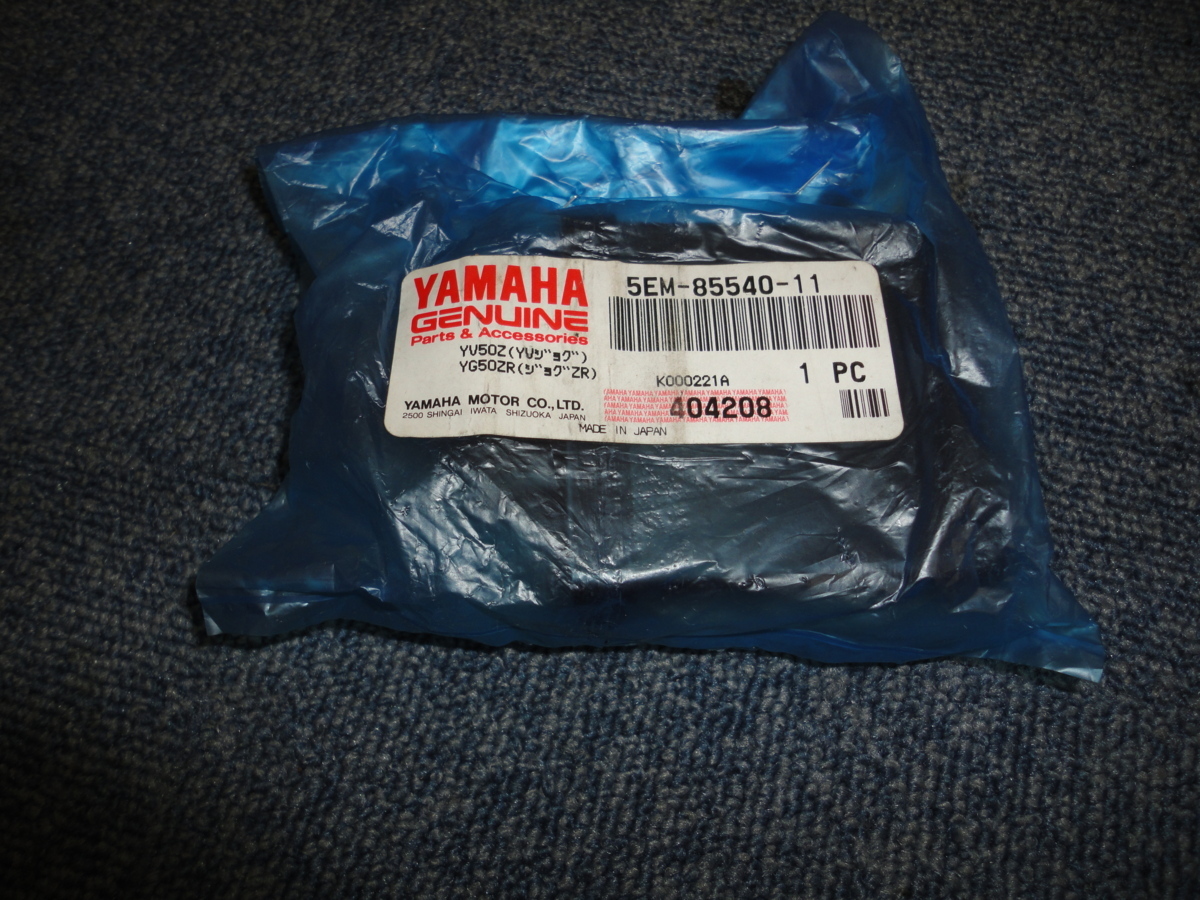 YAMAHA
GENUINE
Parts & Accessories
YV50Z(YVジョグ)
YG50ZR(ジョグZR)
YAMAHA MOTOR CO.,LTD.
2500 SHINGAI IWATA SHIZUOKA JAPAN
5EM-85540-11
1 PC
K000221A
404208
MADE IN JAPAN